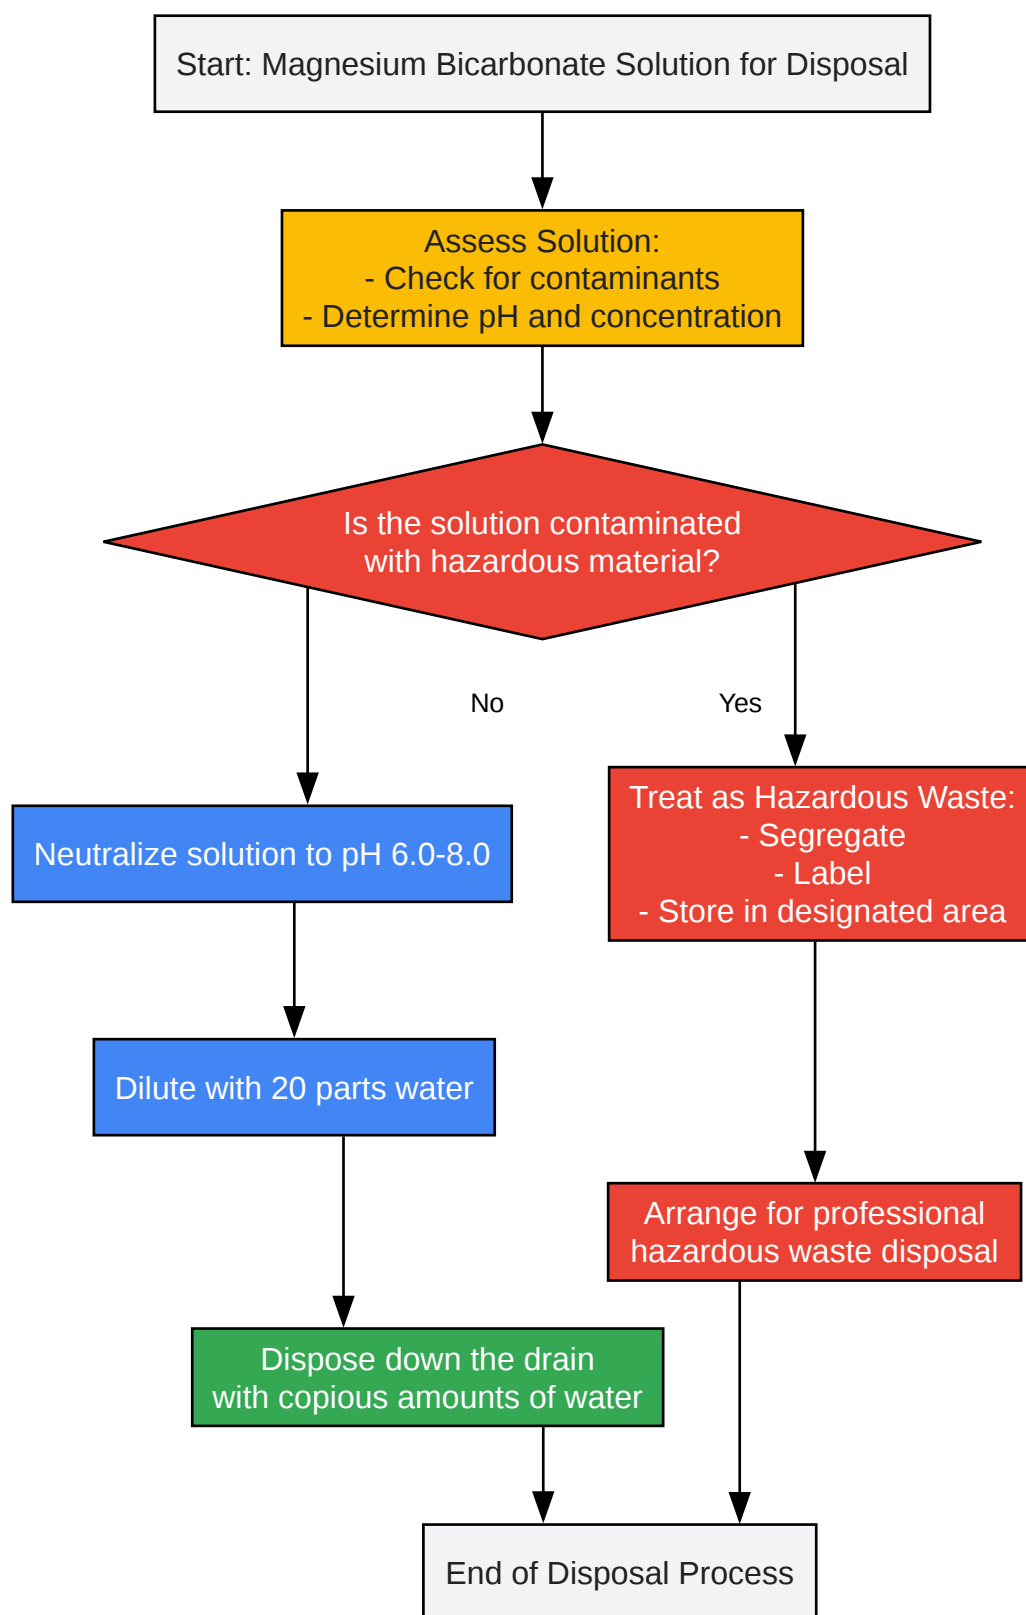 Start: Magnesium Bicarbonate Solution for Disposal
Assess Solution:
- Check for contaminants
- Determine pH and concentration
Is the solution contaminated
with hazardous material?
No
Yes
Neutralize solution to pH 6.0-8.0
Treat as Hazardous Waste:
- Segregate
- Label
- Store in designated area
Dilute with 20 parts water
Arrange for professional
hazardous waste disposal
Dispose down the drain
with copious amounts of water
End of Disposal Process